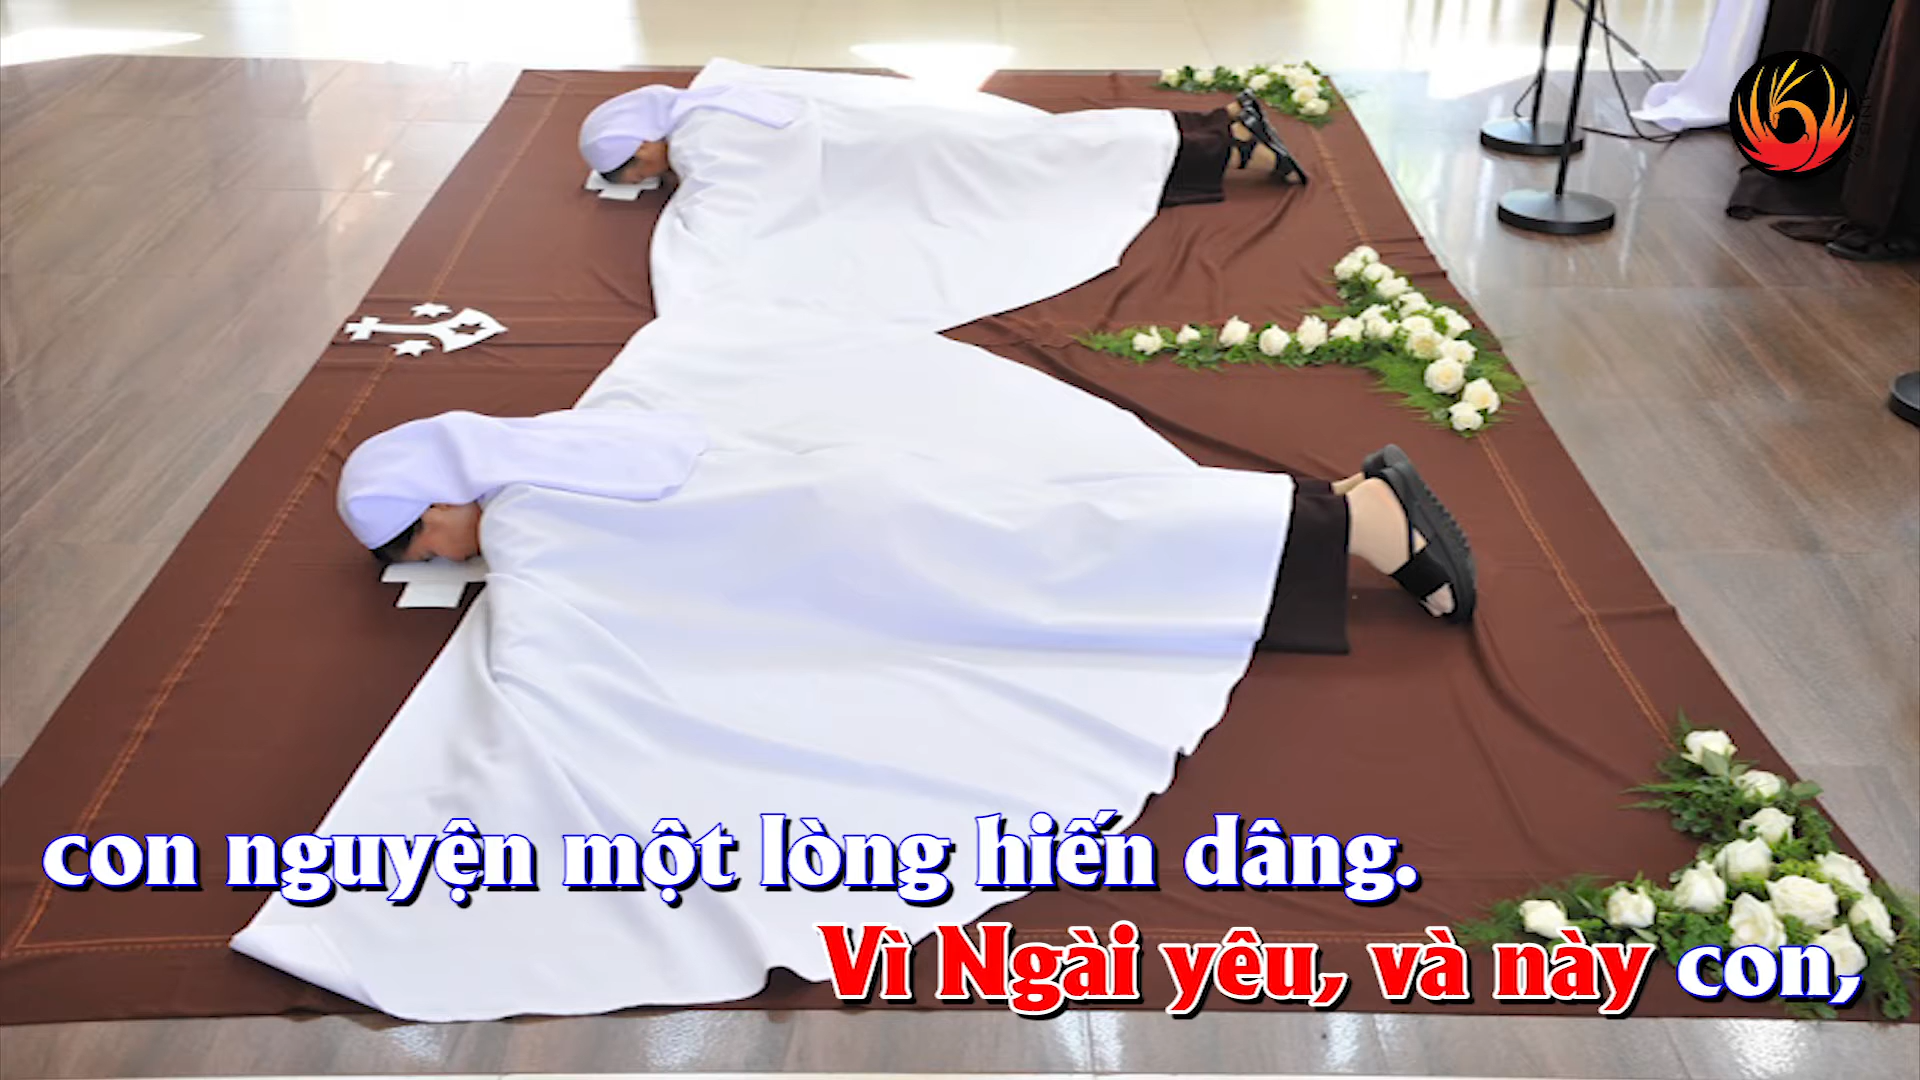 con nguyện một lòng hiến dâng.
Vì Ngài yêu, và này con,